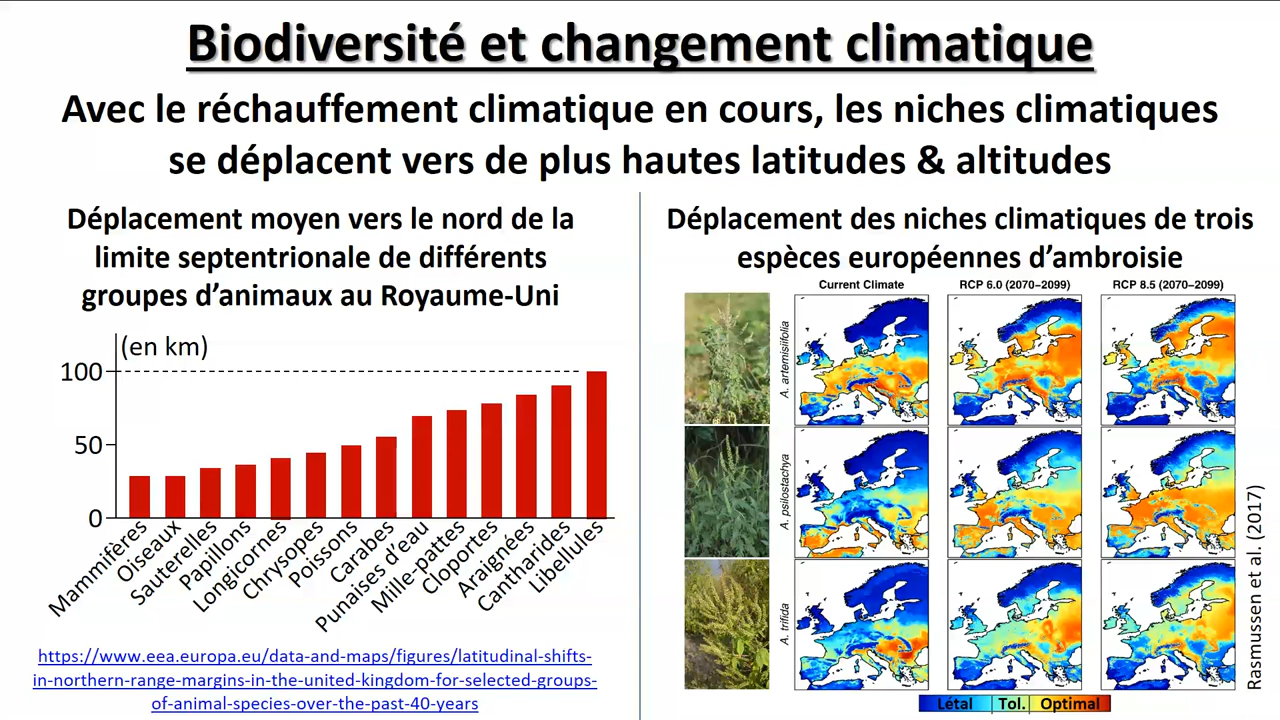 Biodiversité et changement climatique
Avec le réchauffement climatique en cours, les niches climatiques
se déplacent vers de plus hautes latitudes & altitudes
Déplacement moyen vers le nord de la
limite septentrionale de différents
groupes d'animaux au Royaume-Uni
(en km)
100
50
0
Mammifères
Oiseaux
Sauterelles
Papillons
Longicornes
Chrysopes
Poissons
Carabes
Punaises d'eau
Mille-pattes
Cloportes
Araignées
Cantharides
Libellules
https://www.eea.europa.eu/data-and-maps/figures/latitudinal-shifts-
in-northern-range-margins-in-the-united-kingdom-for-selected-groups-
of-animal-species-over-the-past-40-years
Déplacement des niches climatiques de trois
espèces européennes d'ambroisie
Current Climate
RCP 6.0 (2070−2099)
RCP 8.5 (2070−2099)
A. artemisiifolia
A. psilostachya
A. trifida
Létal
Tol.
Optimal
Rasmussen et al. (2017)